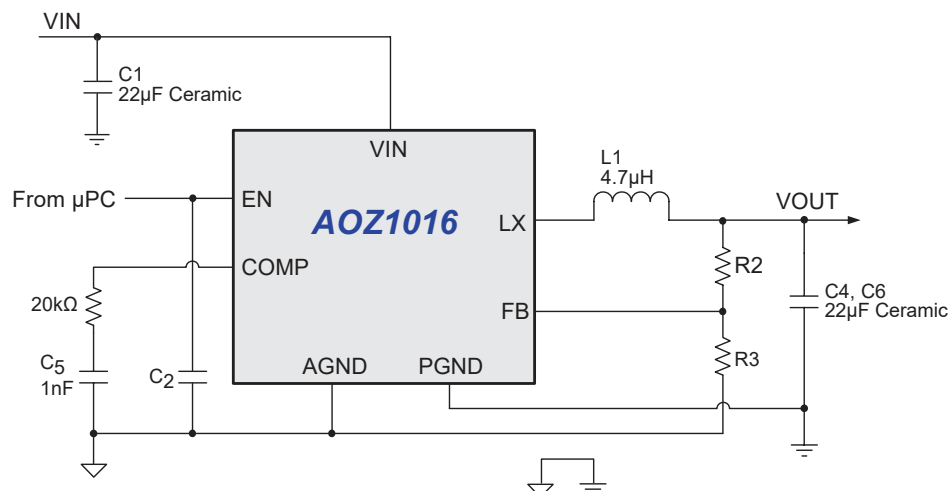 VIN
C1
22µF Ceramic
VIN
L1
4.7µH
From µPC
EN
AOZ1016
LX
VOUT
COMP
R2
20kΩ
FB
C4, C6
22µF Ceramic
C5
1nF
C2
AGND
PGND
R3